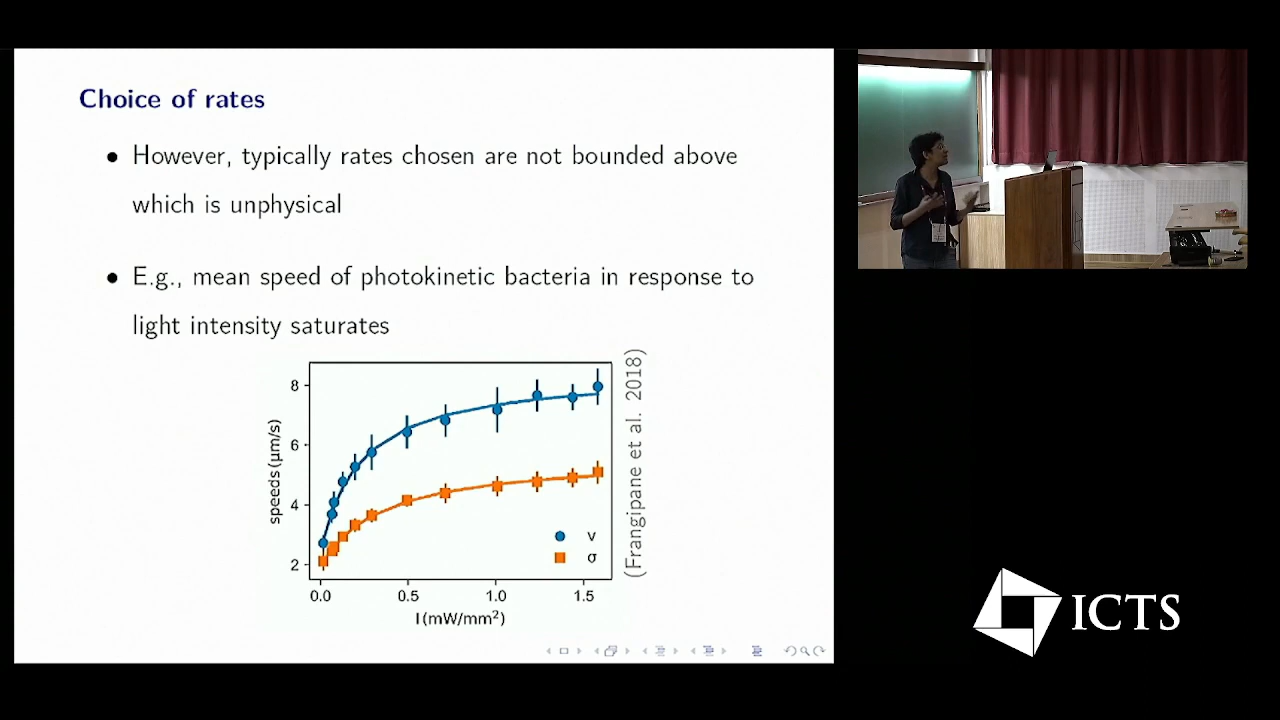 Choice of rates
• However, typically rates chosen are not bounded above
which is unphysical
• E.g., mean speed of photokinetic bacteria in response to
light intensity saturates
8
6
4
2
speeds (µm/s)
v
σ
0.0 0.5 1.0 1.5
I (mW/mm²)
(Frangipane et al. 2018)
ICTS